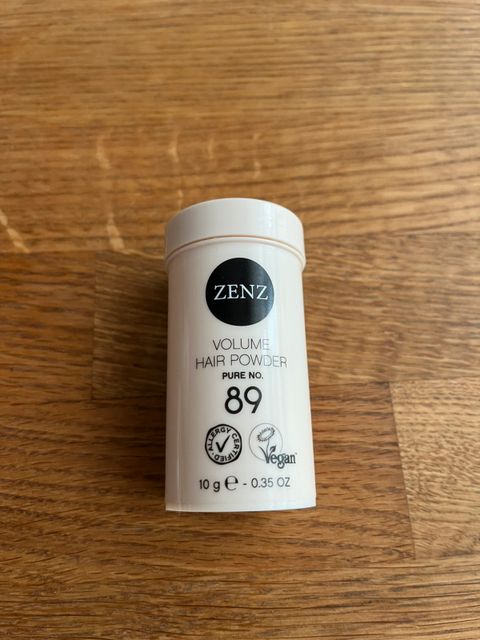 ZENZ
VOLUME
HAIR POWDER
PURE NO.
89
ALLERGY CERTIFIED
Vegan
10 g ℮ - 0.35 OZ